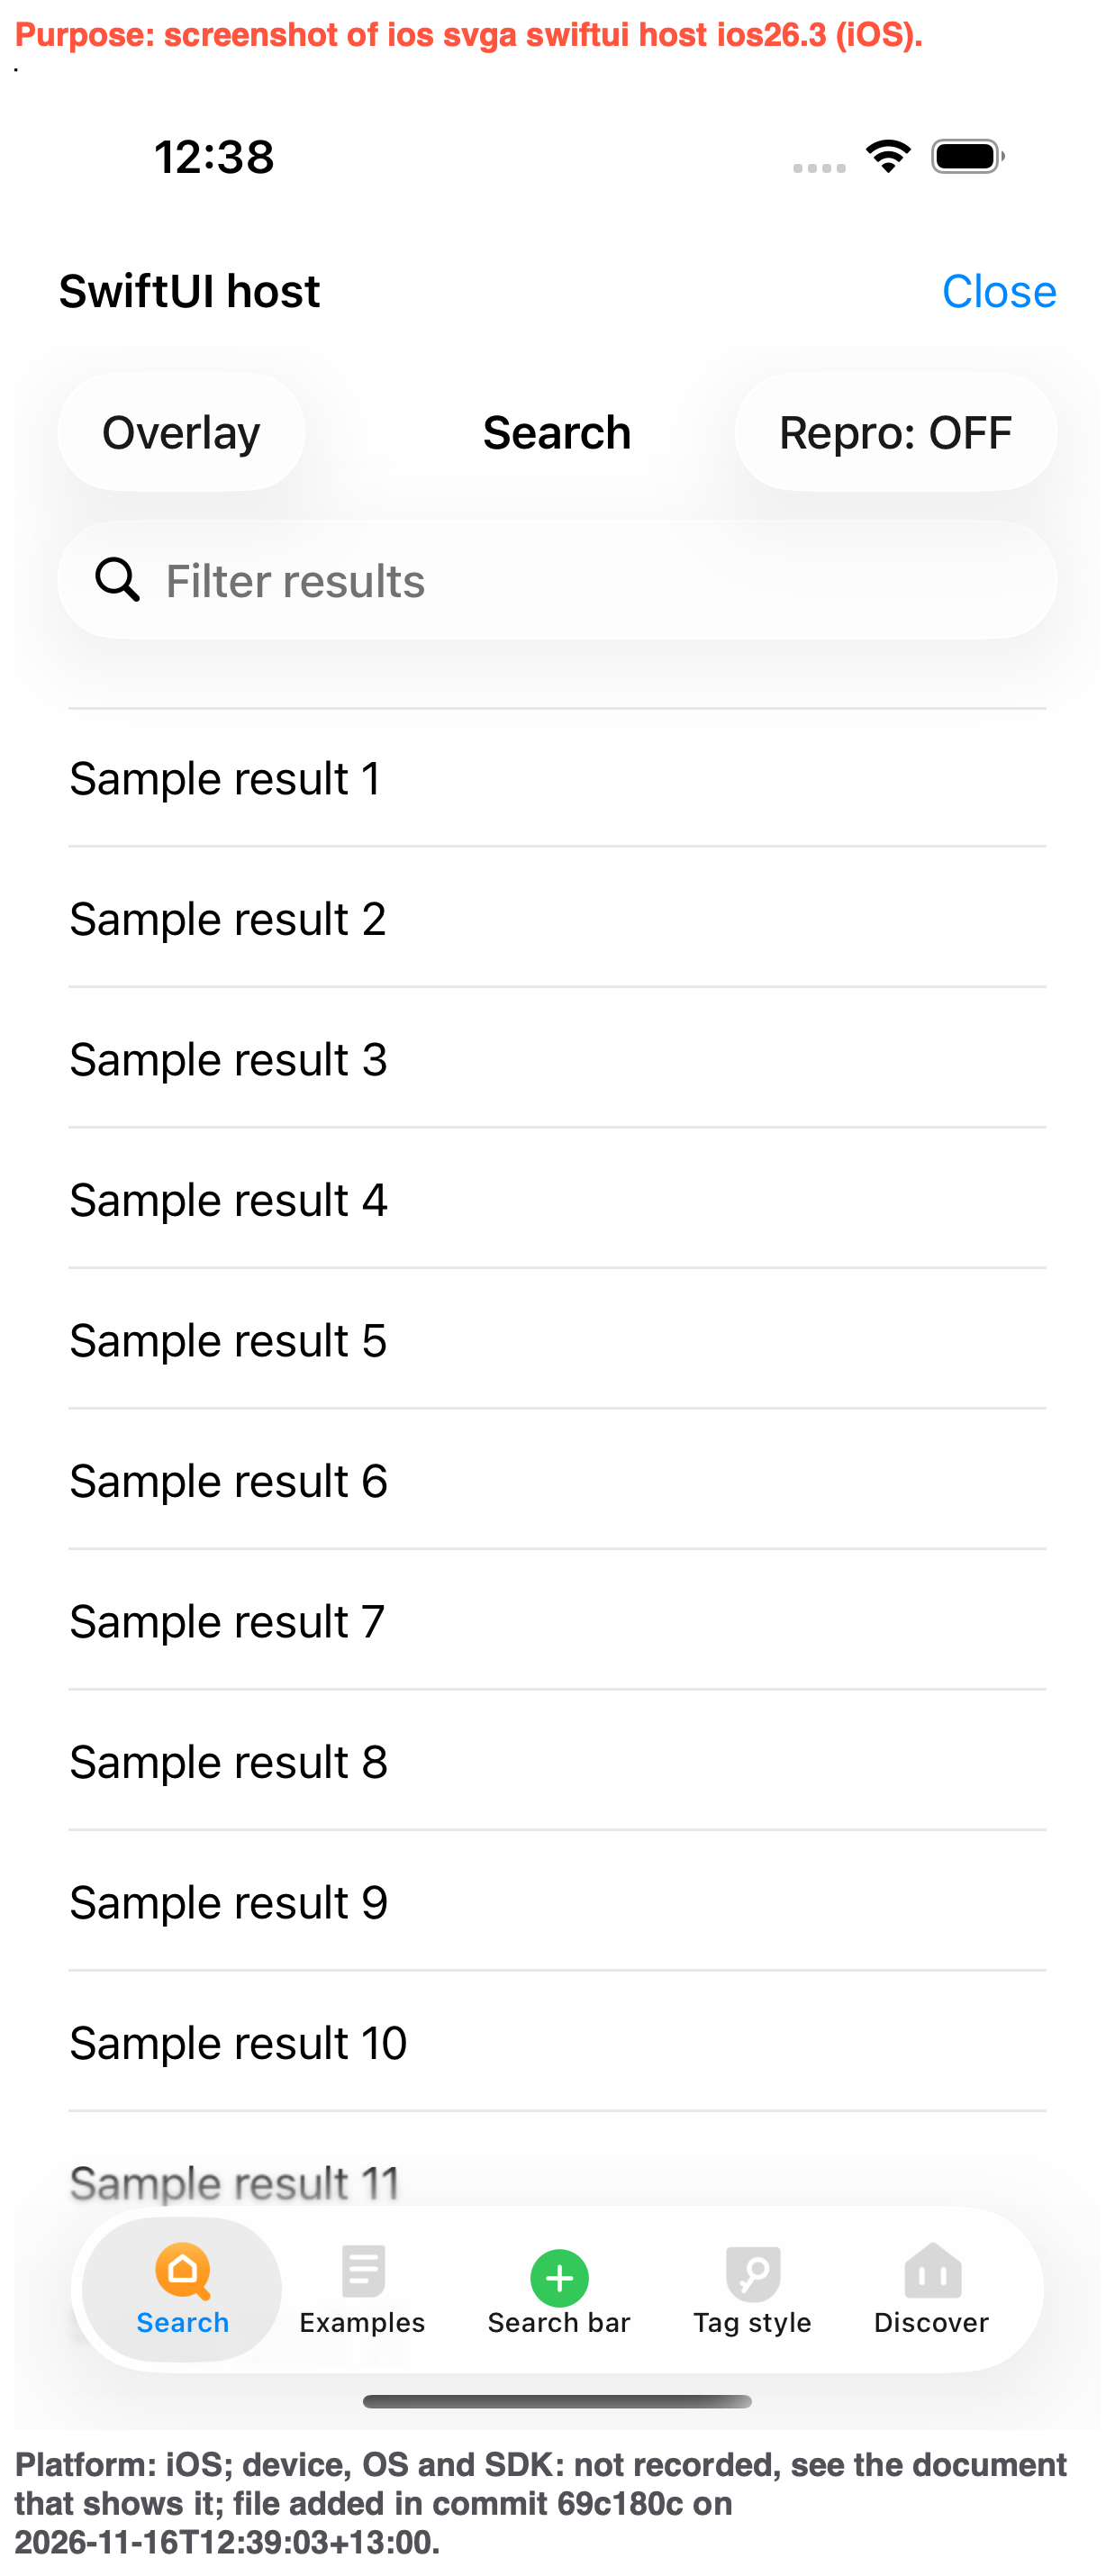 Purpose: screenshot of ios svga swiftui host ios26.3 (iOS).
.
12:38
SwiftUI host
Close
Overlay
Search
Repro: OFF
Filter results
Sample result 1
Sample result 2
Sample result 3
Sample result 4
Sample result 5
Sample result 6
Sample result 7
Sample result 8
Sample result 9
Sample result 10
Sample result 11
Search
Examples
Search bar
Tag style
Discover
Platform: iOS; device, OS and SDK: not recorded, see the document
that shows it; file added in commit 69c180c on
2026-11-16T12:39:03+13:00.